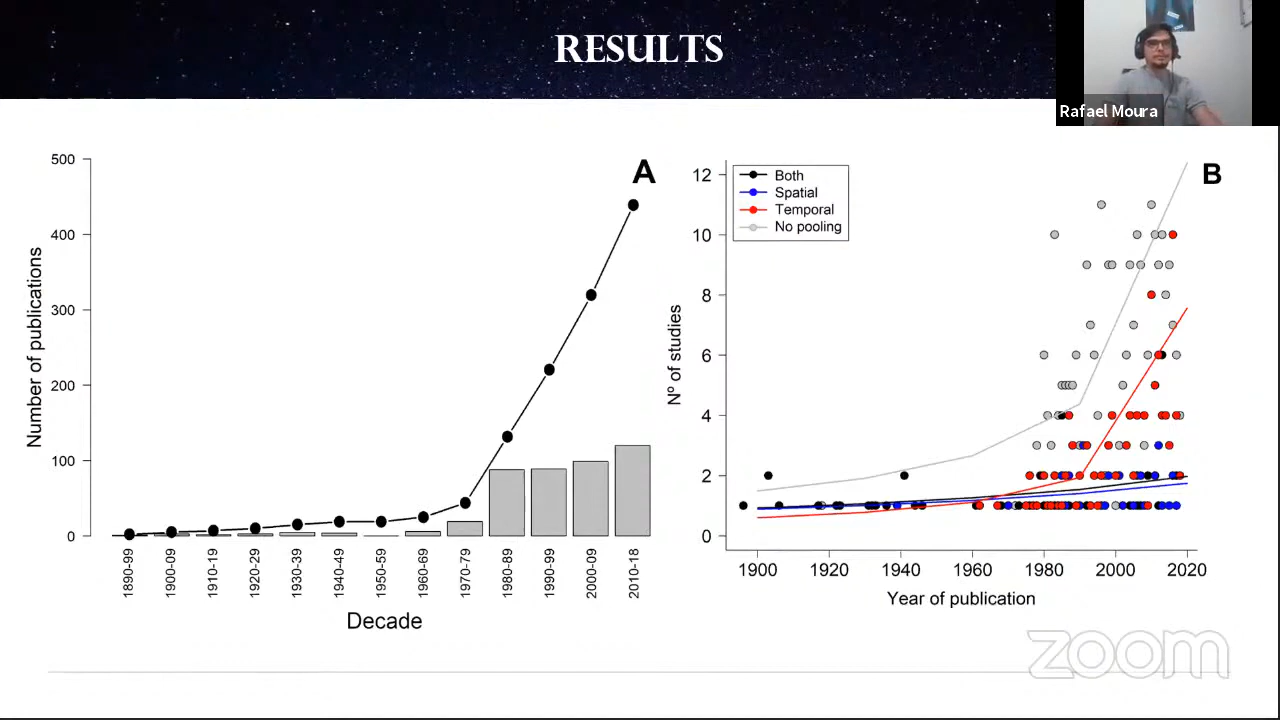 RESULTS
Rafael Moura
A
500
400
300
200
100
0
Number of publications
1890-99
1900-09
1910-19
1920-29
1930-39
1940-49
1950-59
1960-69
1970-79
1980-89
1990-99
2000-09
2010-18
Decade
B
Both
Spatial
Temporal
No pooling
12
10
8
6
4
2
0
Nº of studies
1900
1920
1940
1960
1980
2000
2020
Year of publication
zoom